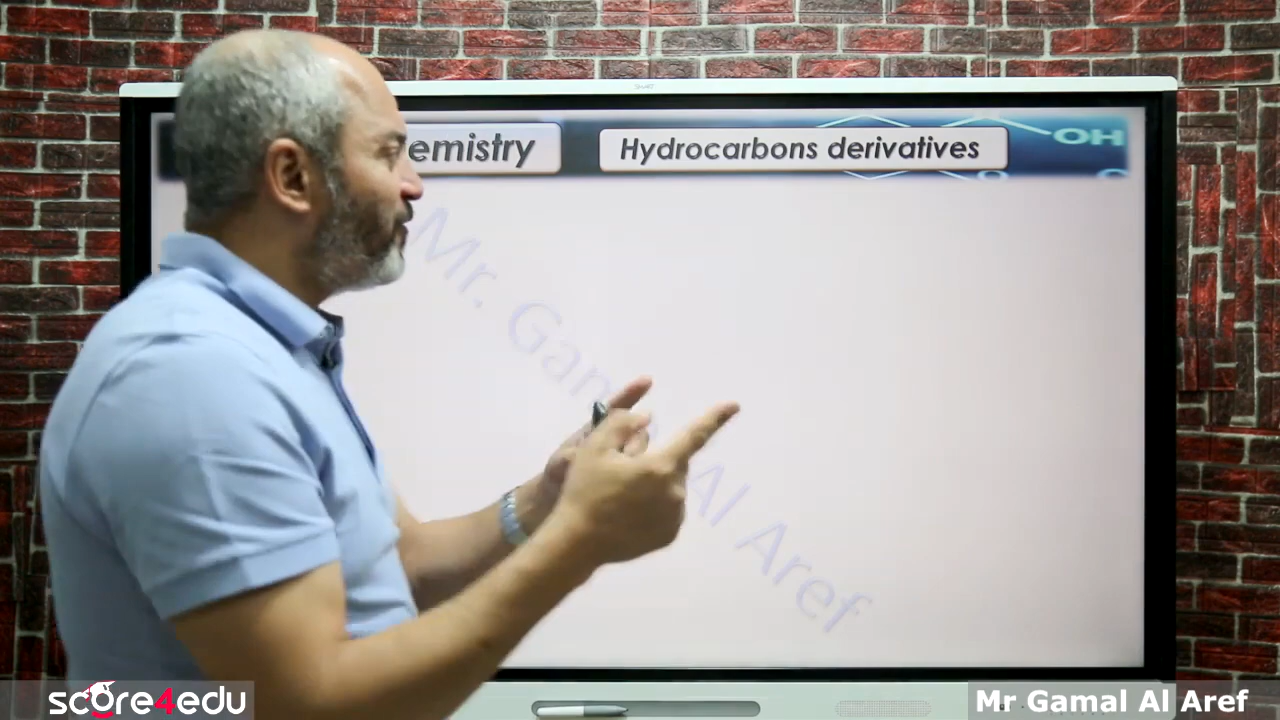 emistry
Hydrocarbons derivatives
OH
Mr. Gamal Al Aref
score4edu
Mr Gamal Al Aref